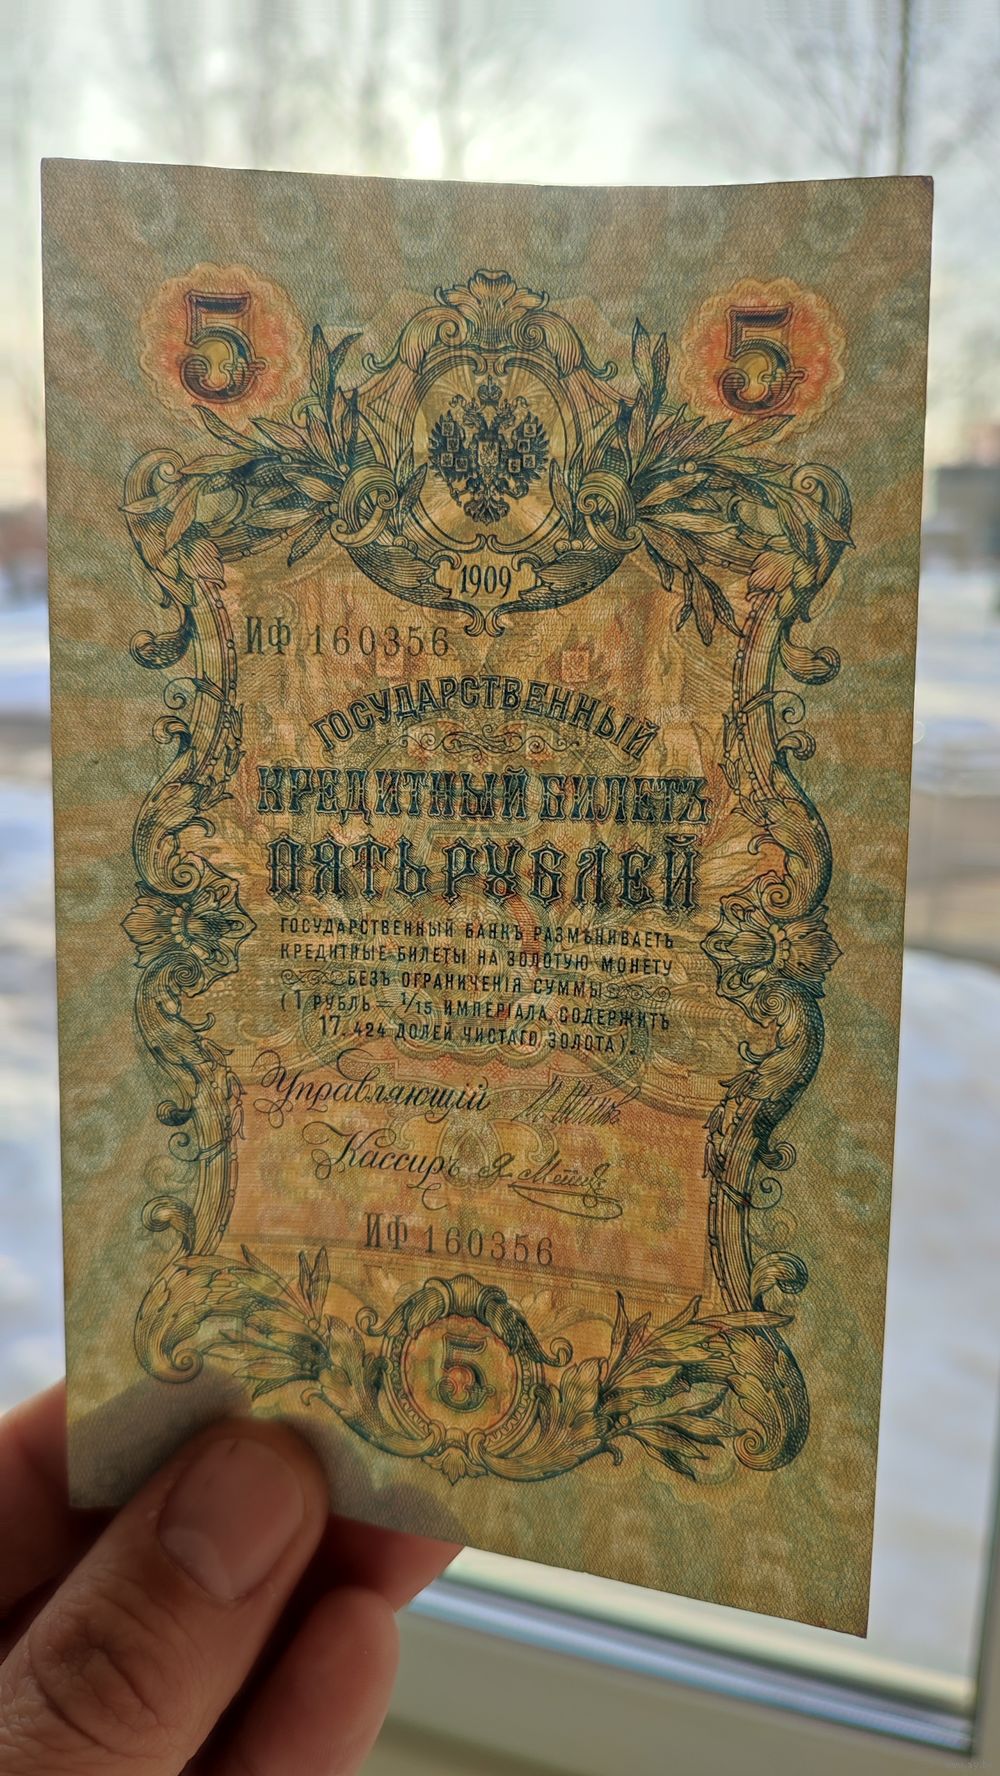 5 5
1909
ИФ 160356
ГОСУДАРСТВЕННЫЙ
КРЕДИТНЫЙ БИЛЕТЪ
ПЯТЬ РУБЛЕЙ
ГОСУДАРСТВЕННЫЙ БАНКЪ РАЗМѢНИВАЕТЪ
КРЕДИТНЫЕ БИЛЕТЫ НА ЗОЛОТУЮ МОНЕТУ
БЕЗЪ ОГРАНИЧЕНІЯ СУММЫ
(1 РУБЛЬ = 1/15 ИМПЕРІАЛА, СОДЕРЖИТЪ
17.424 ДОЛЕЙ ЧИСТАГО ЗОЛОТА).
Управляющій
Кассиръ
ИФ 160356
5